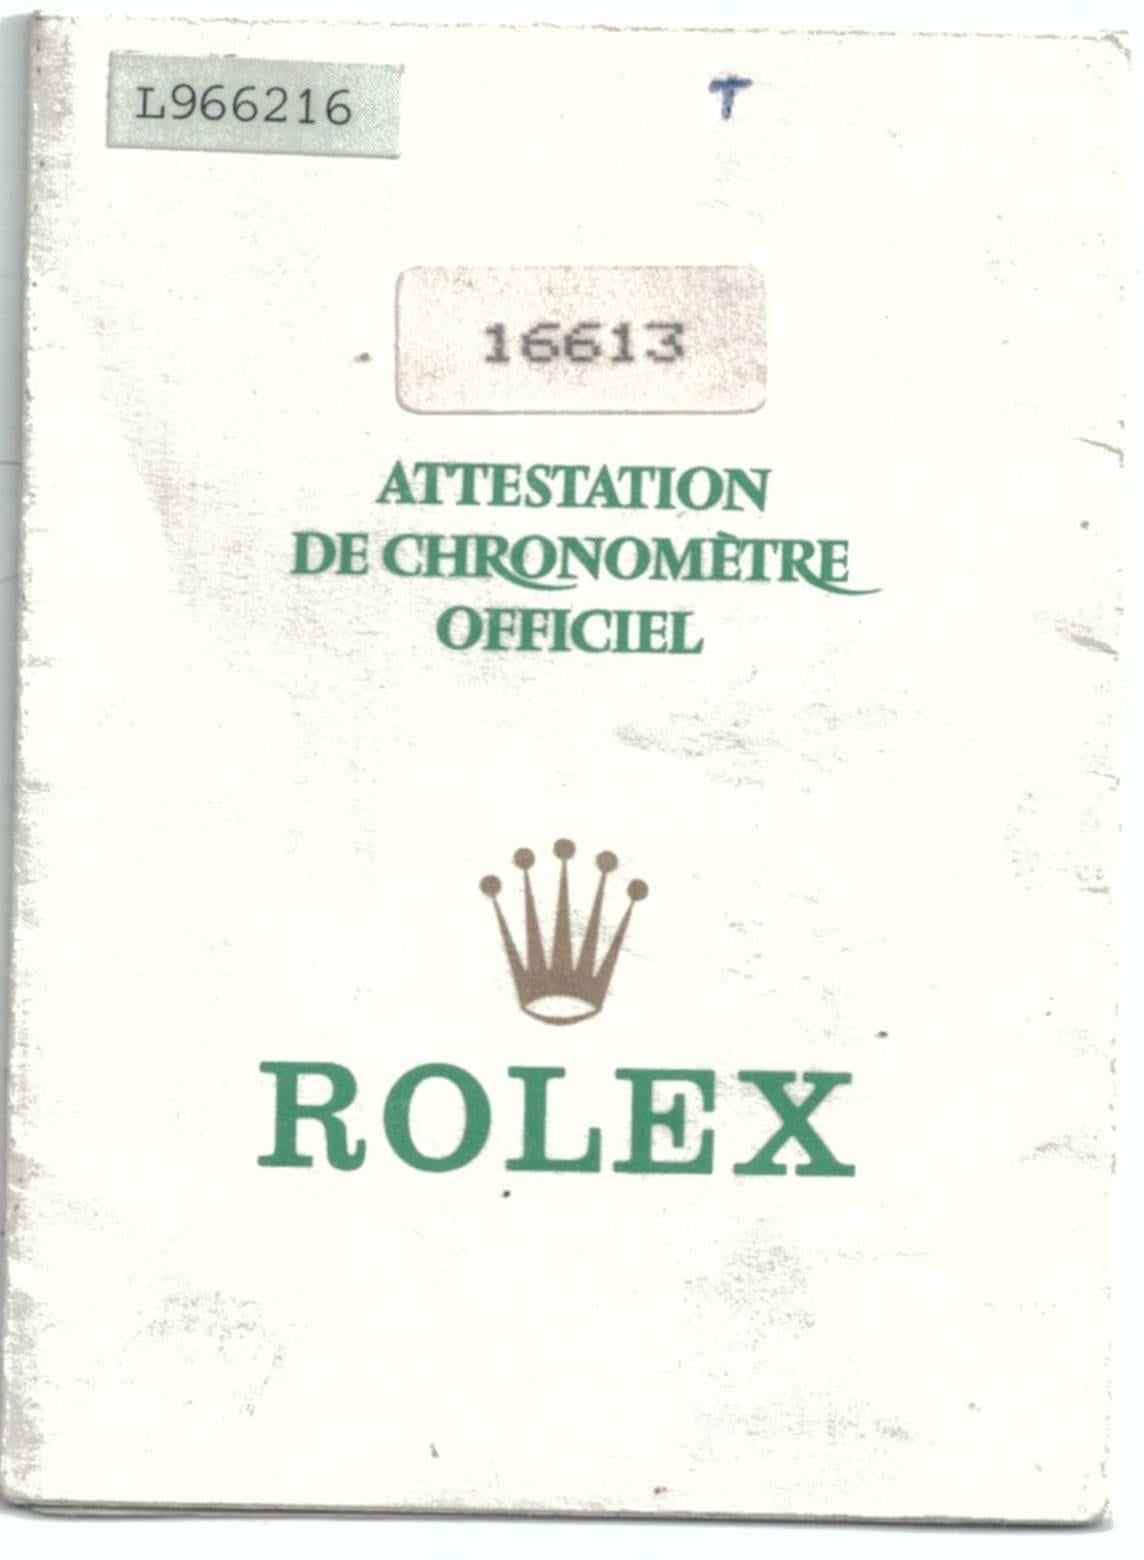 L966216
T
16613
ATTESTATION
DE CHRONOMÈTRE
OFFICIEL
ROLEX